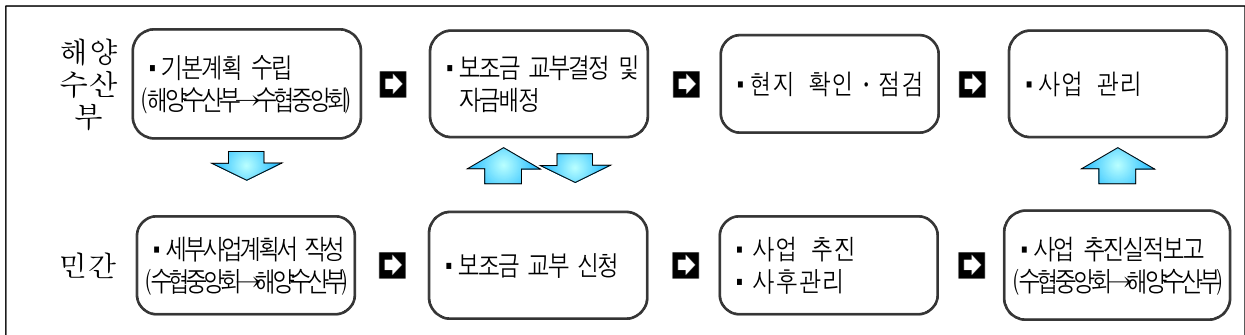 해양
수산
부
▪ 기본계획 수립
(해양수산부→수협중앙회)
▪ 보조금 교부결정 및
자금배정
▪ 현지 확인·점검
▪ 사업 관리
민간
▪ 세부사업계획서 작성
(수협중앙회→해양수산부)
▪ 보조금 교부 신청
▪ 사업 추진
▪ 사후관리
▪ 사업 추진실적보고
(수협중앙회→해양수산부)